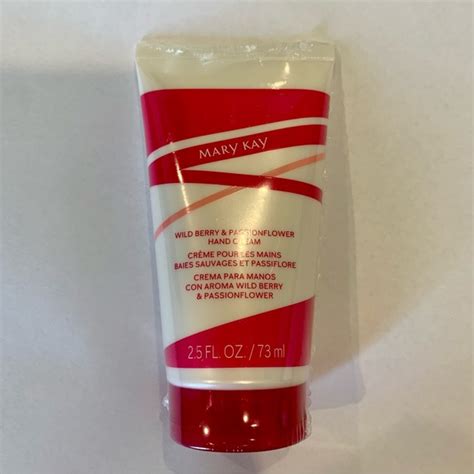 MARY KAY
WILD BERRY & PASSIONFLOWER
HAND CREAM
CRÈME POUR LES MAINS
BAIES SAUVAGES ET PASSIFLORE
CREMA PARA MANOS
CON AROMA WILD BERRY
& PASSIONFLOWER
2.5 FL. OZ. / 73 ml